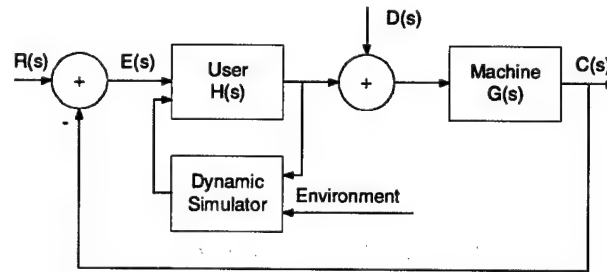 D(s)
R(s)
E(s)
C(s)
+
User
H(s)
+
Machine
G(s)
-
Dynamic
Simulator
Environment